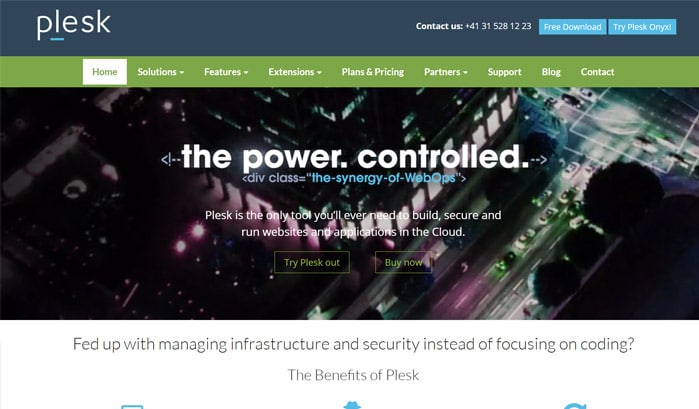 plesk
Contact us: +41 31 528 12 23 Free Download Try Plesk Onyx!
Home Solutions Features Extensions Plans & Pricing Partners Support Blog Contact
<!--the power. controlled.-->
<div class="the-synergy-of-WebOps">
Plesk is the only tool you'll ever need to build, secure and
run websites and applications in the Cloud.
Try Plesk out Buy now
Fed up with managing infrastructure and security instead of focusing on coding?
The Benefits of Plesk